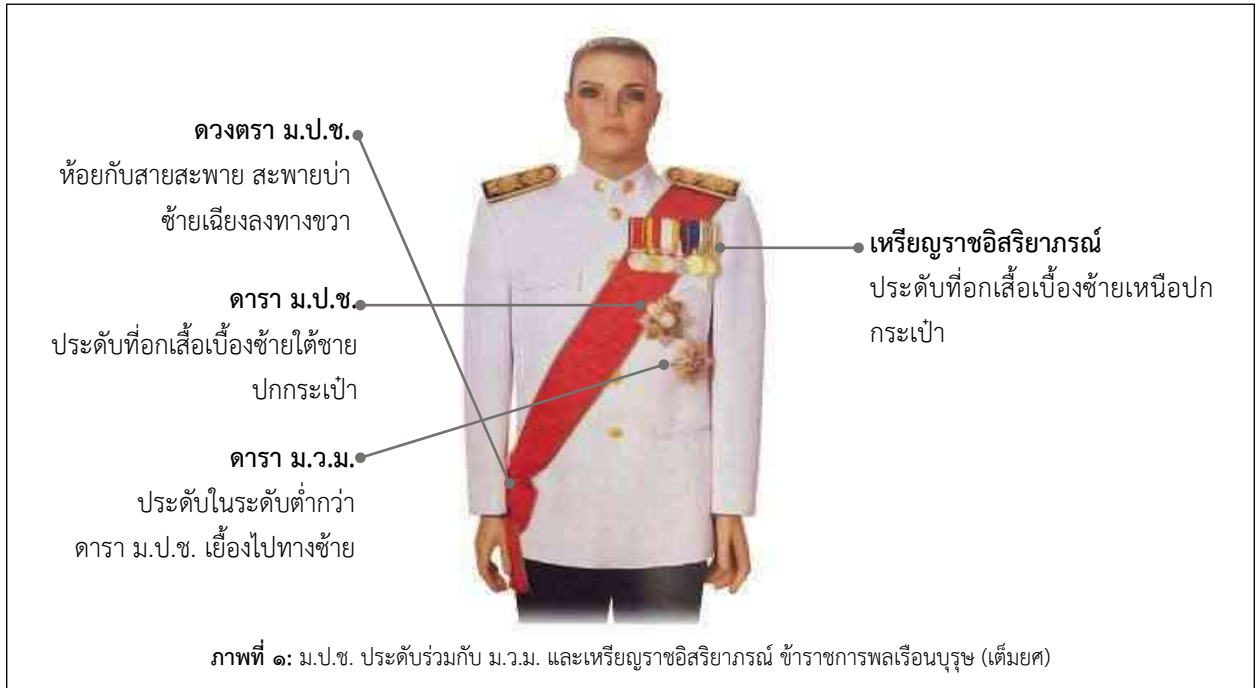 ดวงตรา ม.ป.ช.
ห้อยกับสายสะพาย สะพายบ่า
ซ้ายเฉียงลงทางขวา
ดารา ม.ป.ช.
ประดับที่อกเสื้อเบื้องซ้ายใต้ชาย
ปกกระเป๋า
ดารา ม.ว.ม.
ประดับในระดับต่ำกว่า
ดารา ม.ป.ช. เยื้องไปทางซ้าย
เหรียญราชอิสริยาภรณ์
ประดับที่อกเสื้อเบื้องซ้ายเหนือปก
กระเป๋า
ภาพที่ ๑: ม.ป.ช. ประดับร่วมกับ ม.ว.ม. และเหรียญราชอิสริยาภรณ์ ข้าราชการพลเรือนบุรุษ (เต็มยศ)